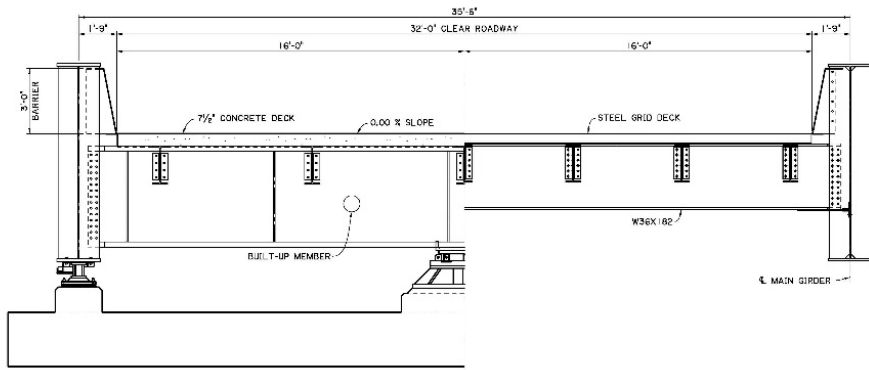 35'-6"
1'-9"
32'-0" CLEAR ROADWAY
1'-9"
16'-0"
16'-0"
3'-0"
BARRIER
7½" CONCRETE DECK
0.00 % SLOPE
STEEL GRID DECK
W36X182
BUILT-UP MEMBER
℄ MAIN GIRDER